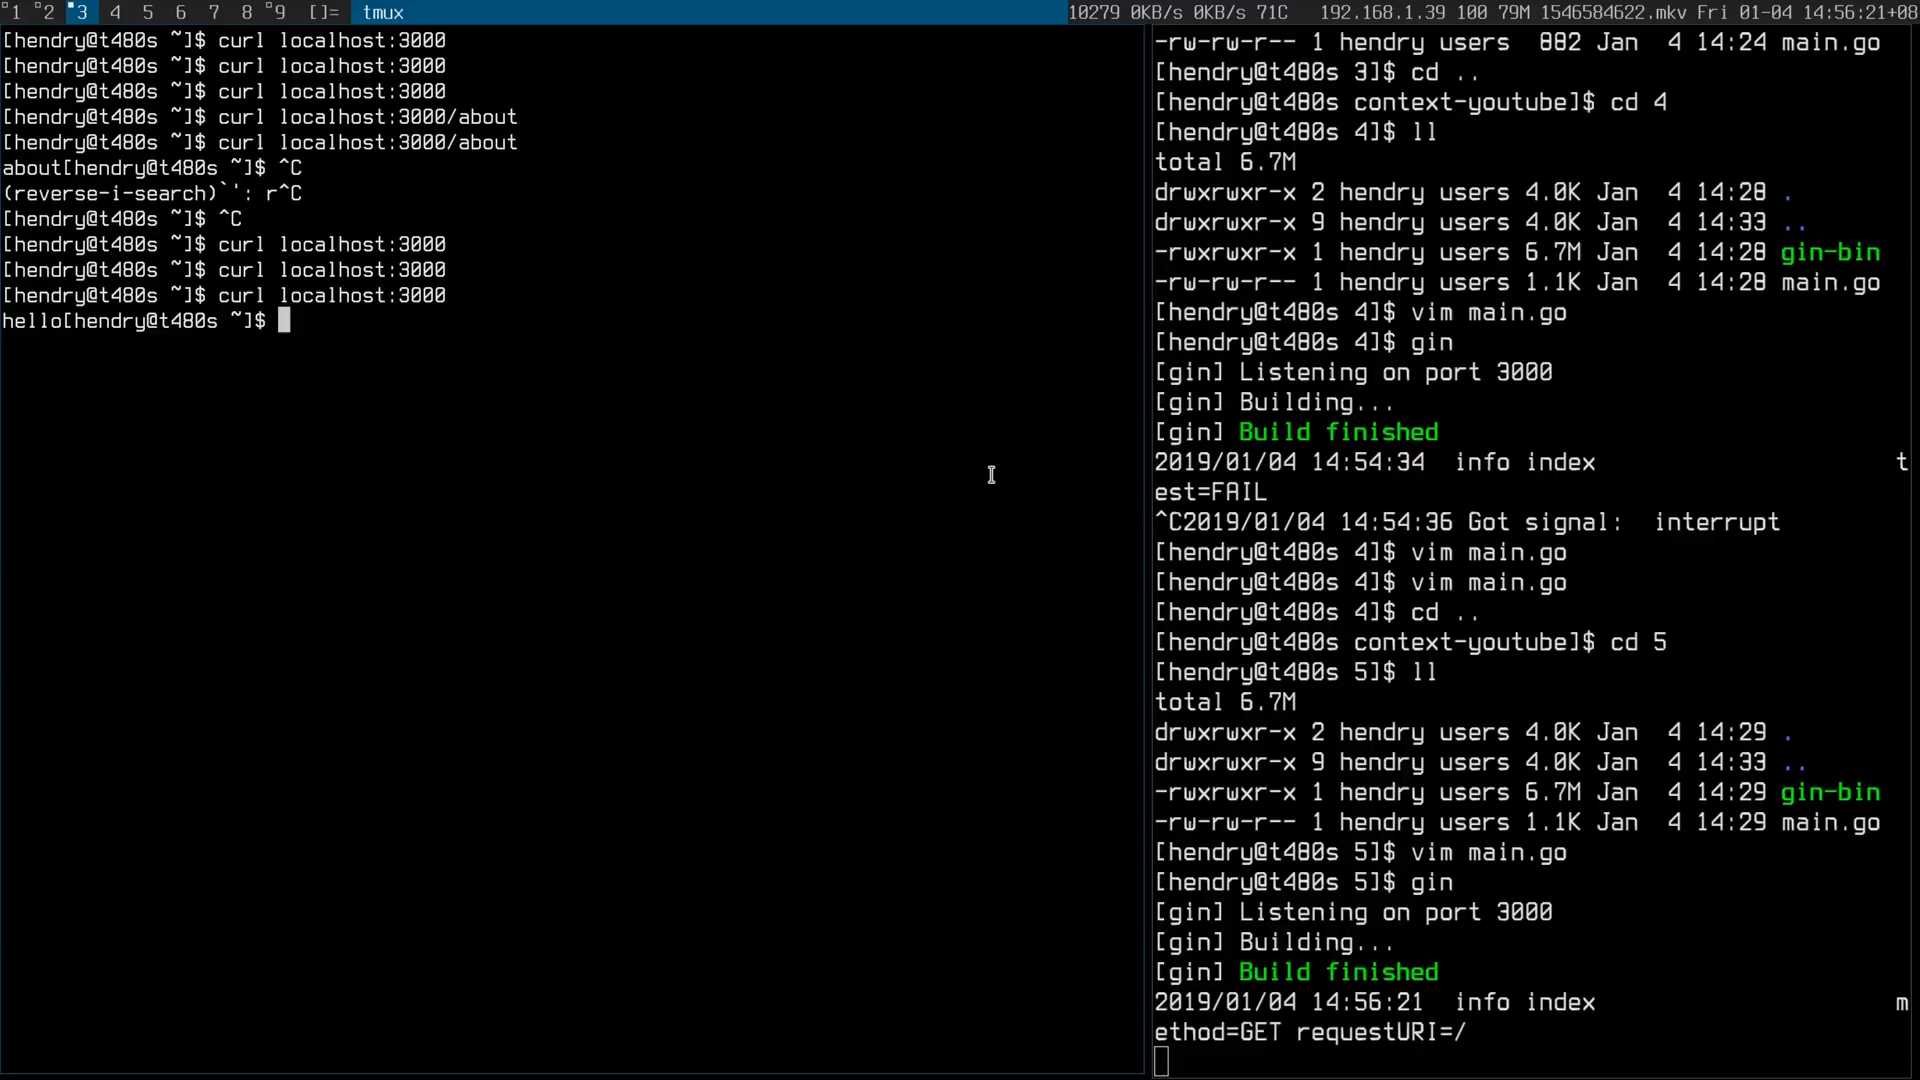 1 2 3 4 5 6 7 8 9 []= tmux 10279 0KB/s 0KB/s 71C 192.168.1.39 100 79M 1546584622.mkv Fri 01-04 14:56:21+08
[hendry@t480s ~]$ curl localhost:3000
[hendry@t480s ~]$ curl localhost:3000
[hendry@t480s ~]$ curl localhost:3000
[hendry@t480s ~]$ curl localhost:3000/about
[hendry@t480s ~]$ curl localhost:3000/about
about[hendry@t480s ~]$ ^C
(reverse-i-search)`': r^C
[hendry@t480s ~]$ ^C
[hendry@t480s ~]$ curl localhost:3000
[hendry@t480s ~]$ curl localhost:3000
[hendry@t480s ~]$ curl localhost:3000
hello[hendry@t480s ~]$
-rw-rw-r-- 1 hendry users  882 Jan  4 14:24 main.go
[hendry@t480s 3]$ cd ..
[hendry@t480s context-youtube]$ cd 4
[hendry@t480s 4]$ ll
total 6.7M
drwxrwxr-x 2 hendry users 4.0K Jan  4 14:28 .
drwxrwxr-x 9 hendry users 4.0K Jan  4 14:33 ..
-rwxrwxr-x 1 hendry users 6.7M Jan  4 14:28 gin-bin
-rw-rw-r-- 1 hendry users 1.1K Jan  4 14:28 main.go
[hendry@t480s 4]$ vim main.go
[hendry@t480s 4]$ gin
[gin] Listening on port 3000
[gin] Building...
[gin] Build finished
2019/01/04 14:54:34  info index                      t
est=FAIL
^C2019/01/04 14:54:36 Got signal:  interrupt
[hendry@t480s 4]$ vim main.go
[hendry@t480s 4]$ vim main.go
[hendry@t480s 4]$ cd ..
[hendry@t480s context-youtube]$ cd 5
[hendry@t480s 5]$ ll
total 6.7M
drwxrwxr-x 2 hendry users 4.0K Jan  4 14:29 .
drwxrwxr-x 9 hendry users 4.0K Jan  4 14:33 ..
-rwxrwxr-x 1 hendry users 6.7M Jan  4 14:29 gin-bin
-rw-rw-r-- 1 hendry users 1.1K Jan  4 14:29 main.go
[hendry@t480s 5]$ vim main.go
[hendry@t480s 5]$ gin
[gin] Listening on port 3000
[gin] Building...
[gin] Build finished
2019/01/04 14:56:21  info index                      m
ethod=GET requestURI=/